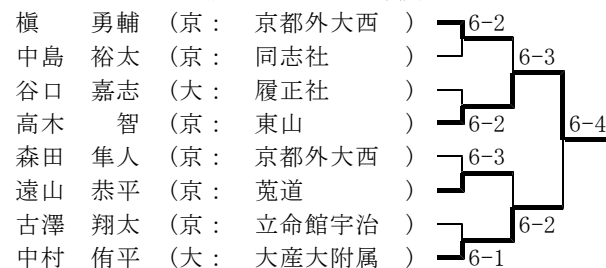 槇 勇輔 (京: 京都外大西 ) 6-2
中島 裕太 (京: 同志社 ) 6-3
谷口 嘉志 (大: 履正社 )
高木 智 (京: 東山 ) 6-2 6-4
森田 隼人 (京: 京都外大西 ) 6-3
遠山 恭平 (京: 莵道 )
古澤 翔太 (京: 立命館宇治 ) 6-2
中村 侑平 (大: 大産大附属 ) 6-1